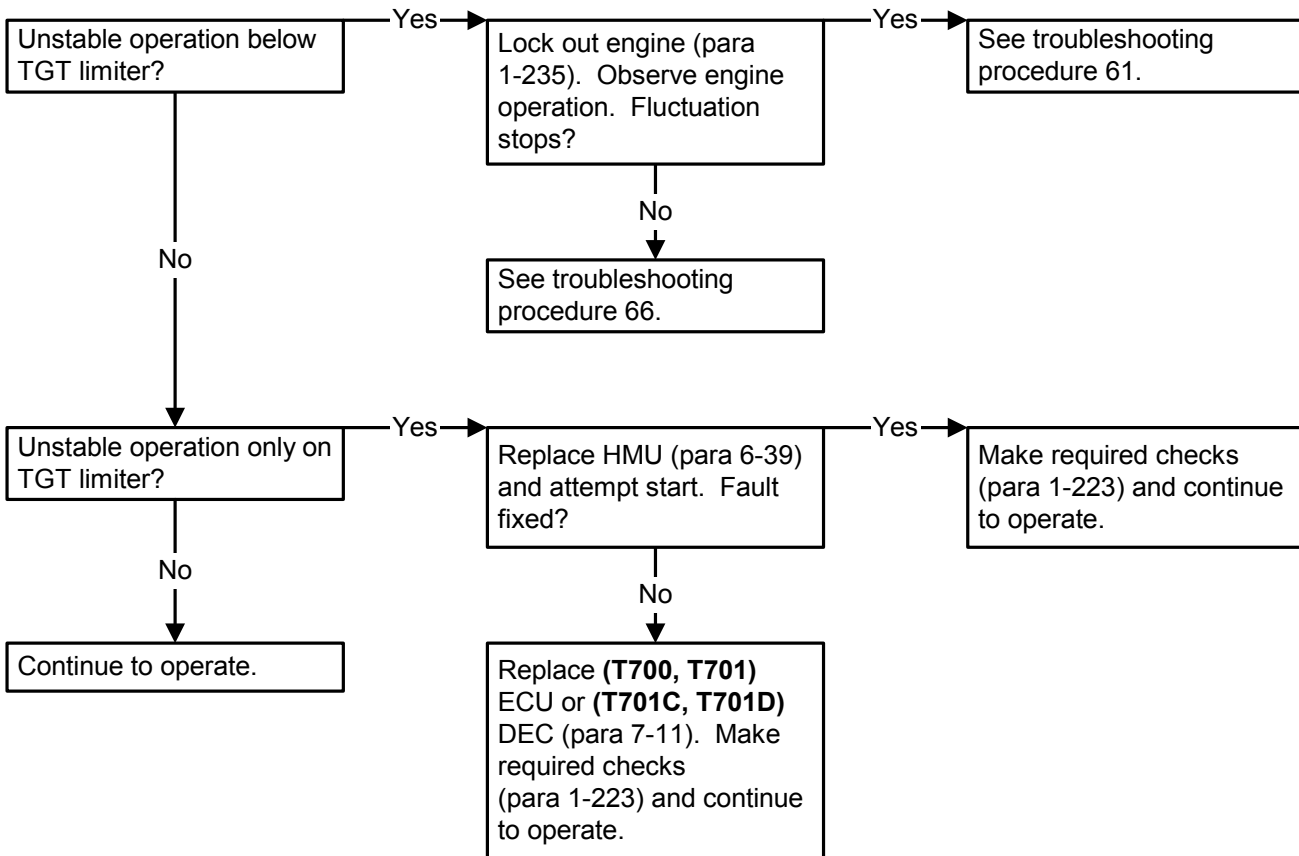 Unstable operation below
TGT limiter?
Yes
Lock out engine (para
1-235). Observe engine
operation. Fluctuation
stops?
Yes
See troubleshooting
procedure 61.
No
See troubleshooting
procedure 66.
No
Unstable operation only on
TGT limiter?
Yes
Replace HMU (para 6-39)
and attempt start. Fault
fixed?
Yes
Make required checks
(para 1-223) and continue
to operate.
No
Continue to operate.
No
Replace (T700, T701)
ECU or (T701C, T701D)
DEC (para 7-11). Make
required checks
(para 1-223) and continue
to operate.